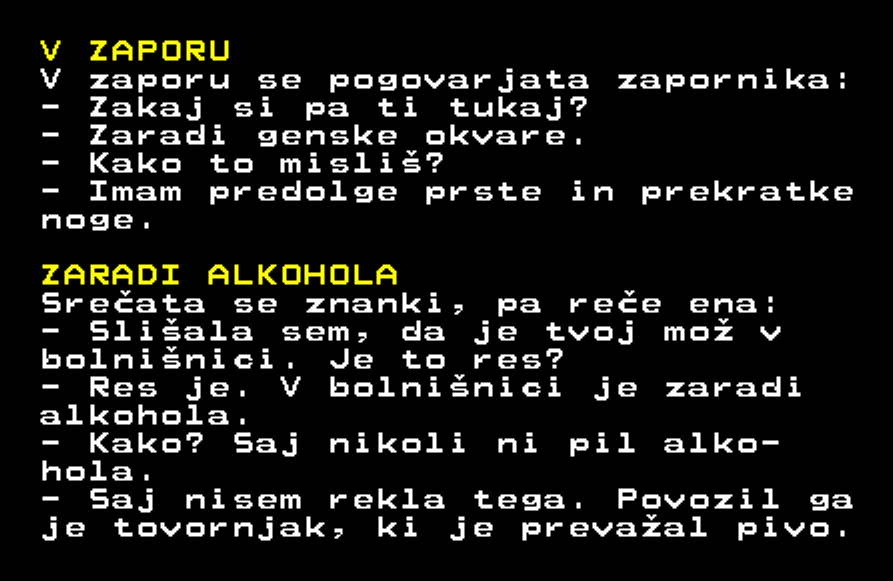 V ZAPORU
V zaporu se pogovarjata zapornika:
- Zakaj si pa ti tukaj?
- Zaradi genske okvare.
- Kako to misliš?
- Imam predolge prste in prekratke
noge.
ZARADI ALKOHOLA
Srečata se znanki, pa reče ena:
- Slišala sem, da je tvoj mož v
bolnišnici. Je to res?
- Res je. V bolnišnici je zaradi
alkohola.
- Kako? Saj nikoli ni pil alko-
hola.
- Saj nisem rekla tega. Povozil ga
je tovornjak, ki je prevažal pivo.